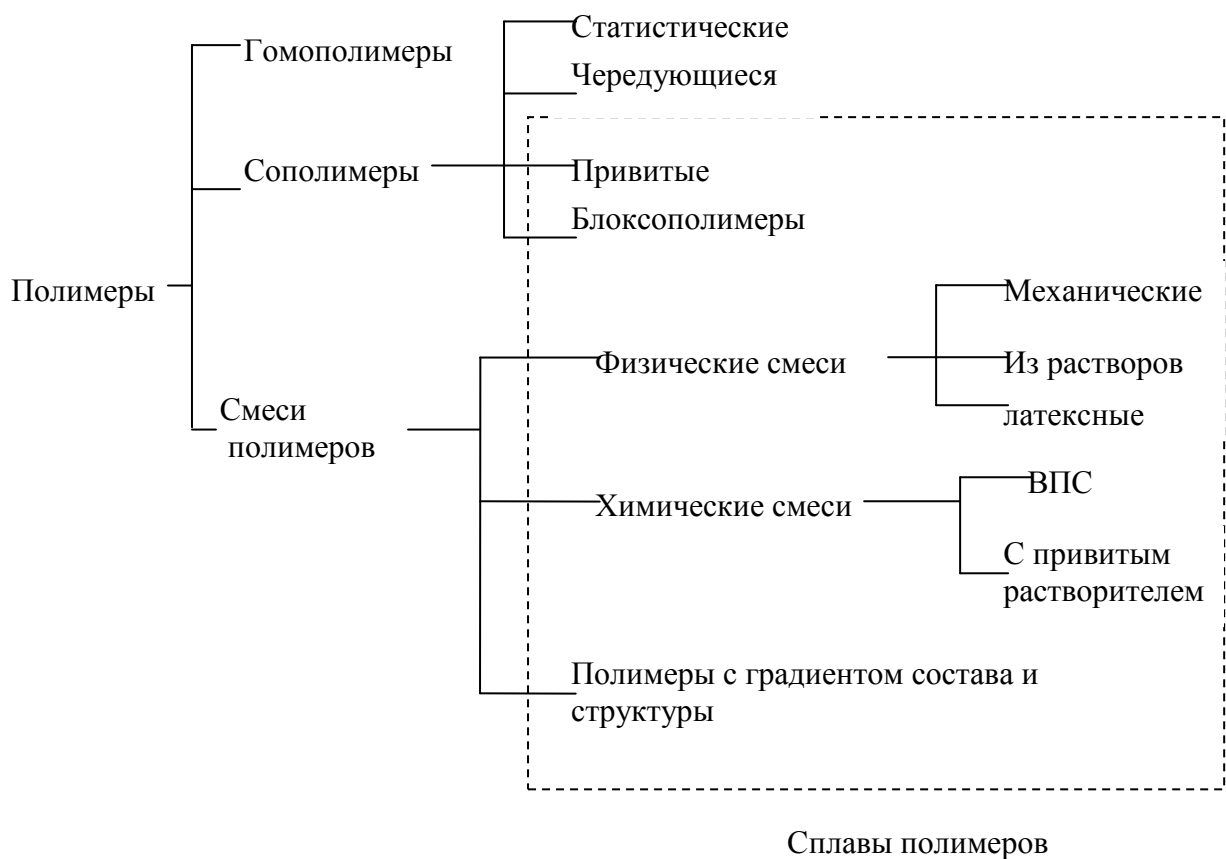 Статистические
Гомополимеры
Чередующиеся
Сополимеры
Привитые
Блоксополимеры
Полимеры
Механические
Физические смеси
Из растворов
Смеси
полимеров
латексные
ВПС
Химические смеси
С привитым
растворителем
Полимеры с градиентом состава и
структуры
Сплавы полимеров